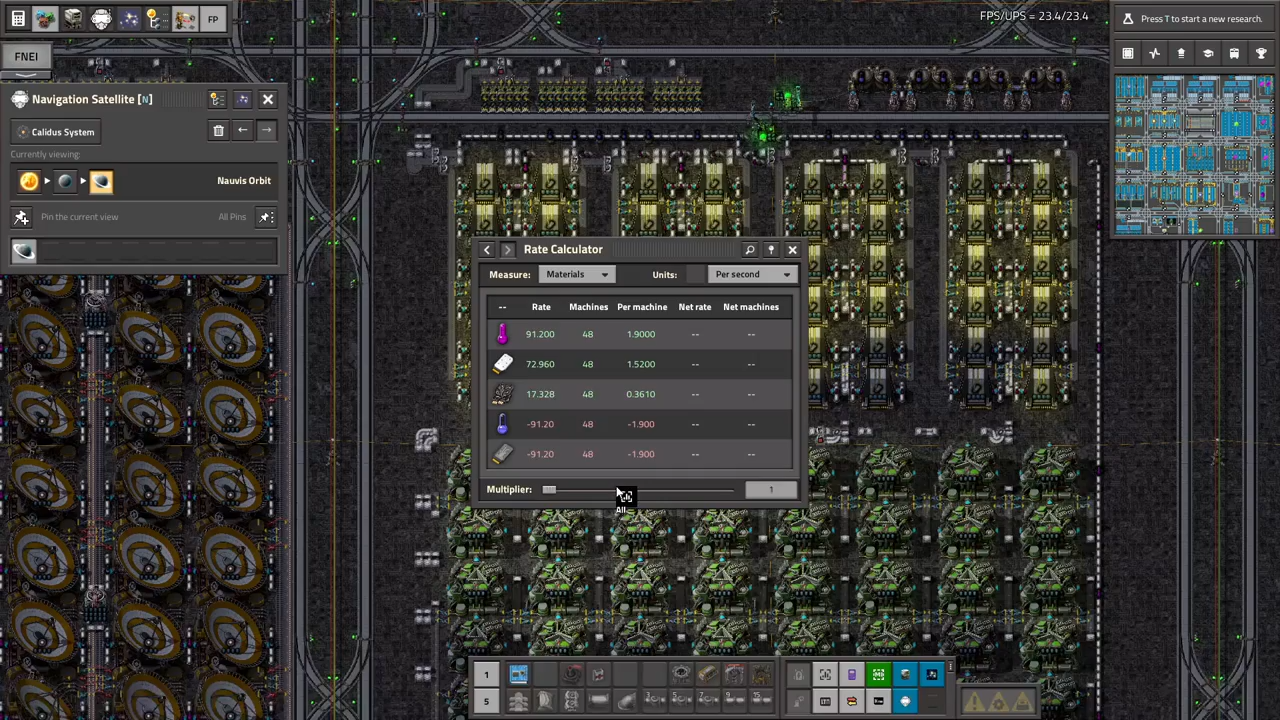 FP
FPS/UPS = 23.4/23.4
Press T to start a new research.
FNEI
Navigation Satellite [N]
Calidus System
Currently viewing:
Nauvis Orbit
Pin the current view
All Pins
Rate Calculator
Measure:
Materials
Units:
Per second
--
Rate
Machines
Per machine
Net rate
Net machines
91.200
48
1.9000
--
--
72.960
48
1.5200
--
--
17.328
48
0.3610
--
--
-91.20
48
-1.900
--
--
-91.20
48
-1.900
--
--
Multiplier:
1
All
1
5